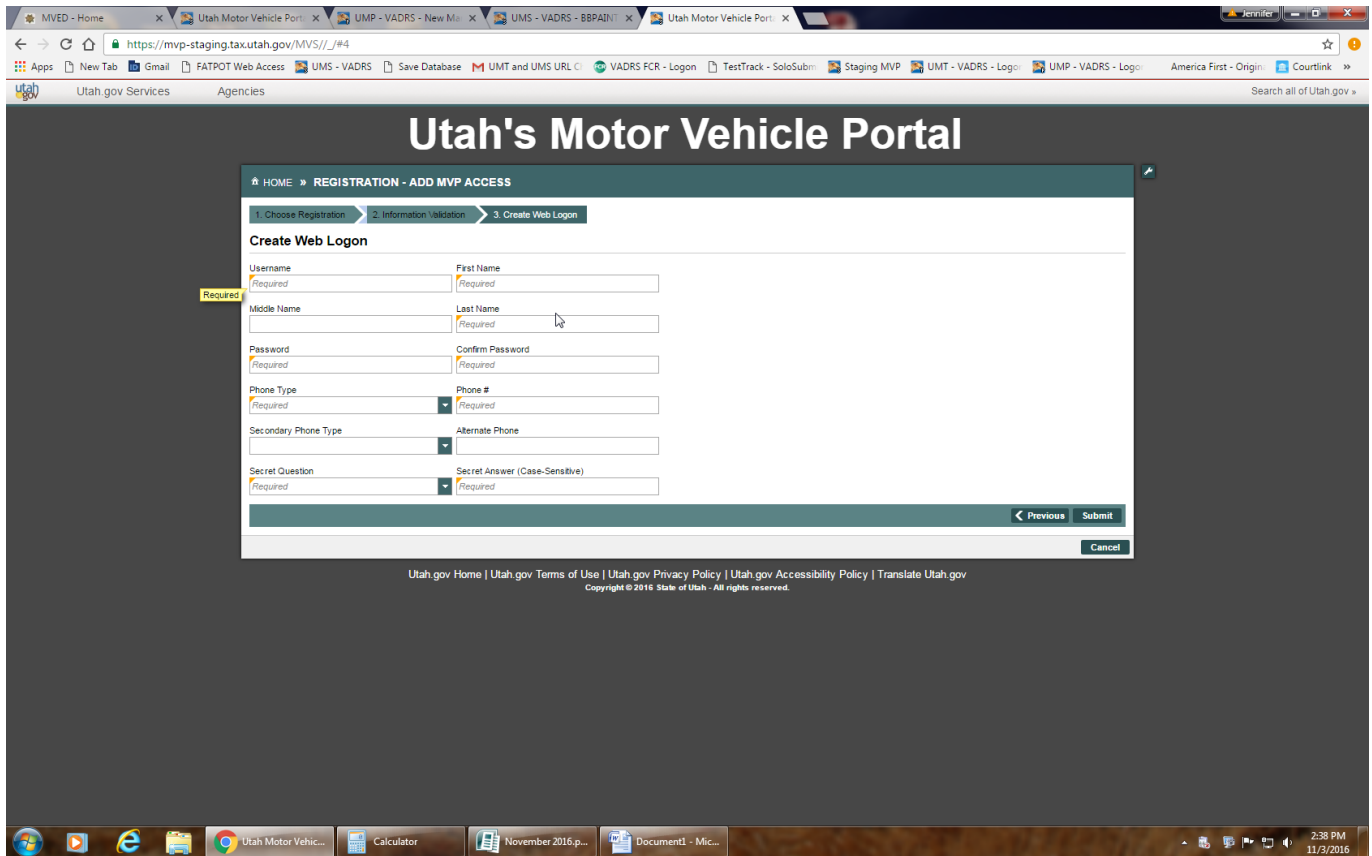 MVED - Home
Utah Motor Vehicle Port
UMP - VADRS - New Ma
UMS - VADRS - BBPAINT
Utah Motor Vehicle Port
Jennifer
https://mvp-staging.tax.utah.gov/MVS//_/#4
Apps New Tab Gmail FATPOT Web Access UMS - VADRS Save Database UMT and UMS URL C VADRS FCR - Logon TestTrack - SoloSubm Staging MVP UMT - VADRS - Logo UMP - VADRS - Logo America First - Origin Courtlink »
utah gov Utah.gov Services Agencies Search all of Utah.gov »
Utah's Motor Vehicle Portal
HOME » REGISTRATION - ADD MVP ACCESS
1. Choose Registration 2. Information Validation 3. Create Web Logon
Create Web Logon
Username First Name
Required Required
Required
Middle Name Last Name
Required
Password Confirm Password
Required Required
Phone Type Phone #
Required Required
Secondary Phone Type Alternate Phone
Secret Question Secret Answer (Case-Sensitive)
Required Required
Previous Submit
Cancel
Utah.gov Home | Utah.gov Terms of Use | Utah.gov Privacy Policy | Utah.gov Accessibility Policy | Translate Utah.gov
Copyright © 2016 State of Utah - All rights reserved.
Utah Motor Vehic... Calculator November 2016.p... Document1 - Mic...
2:38 PM
11/3/2016